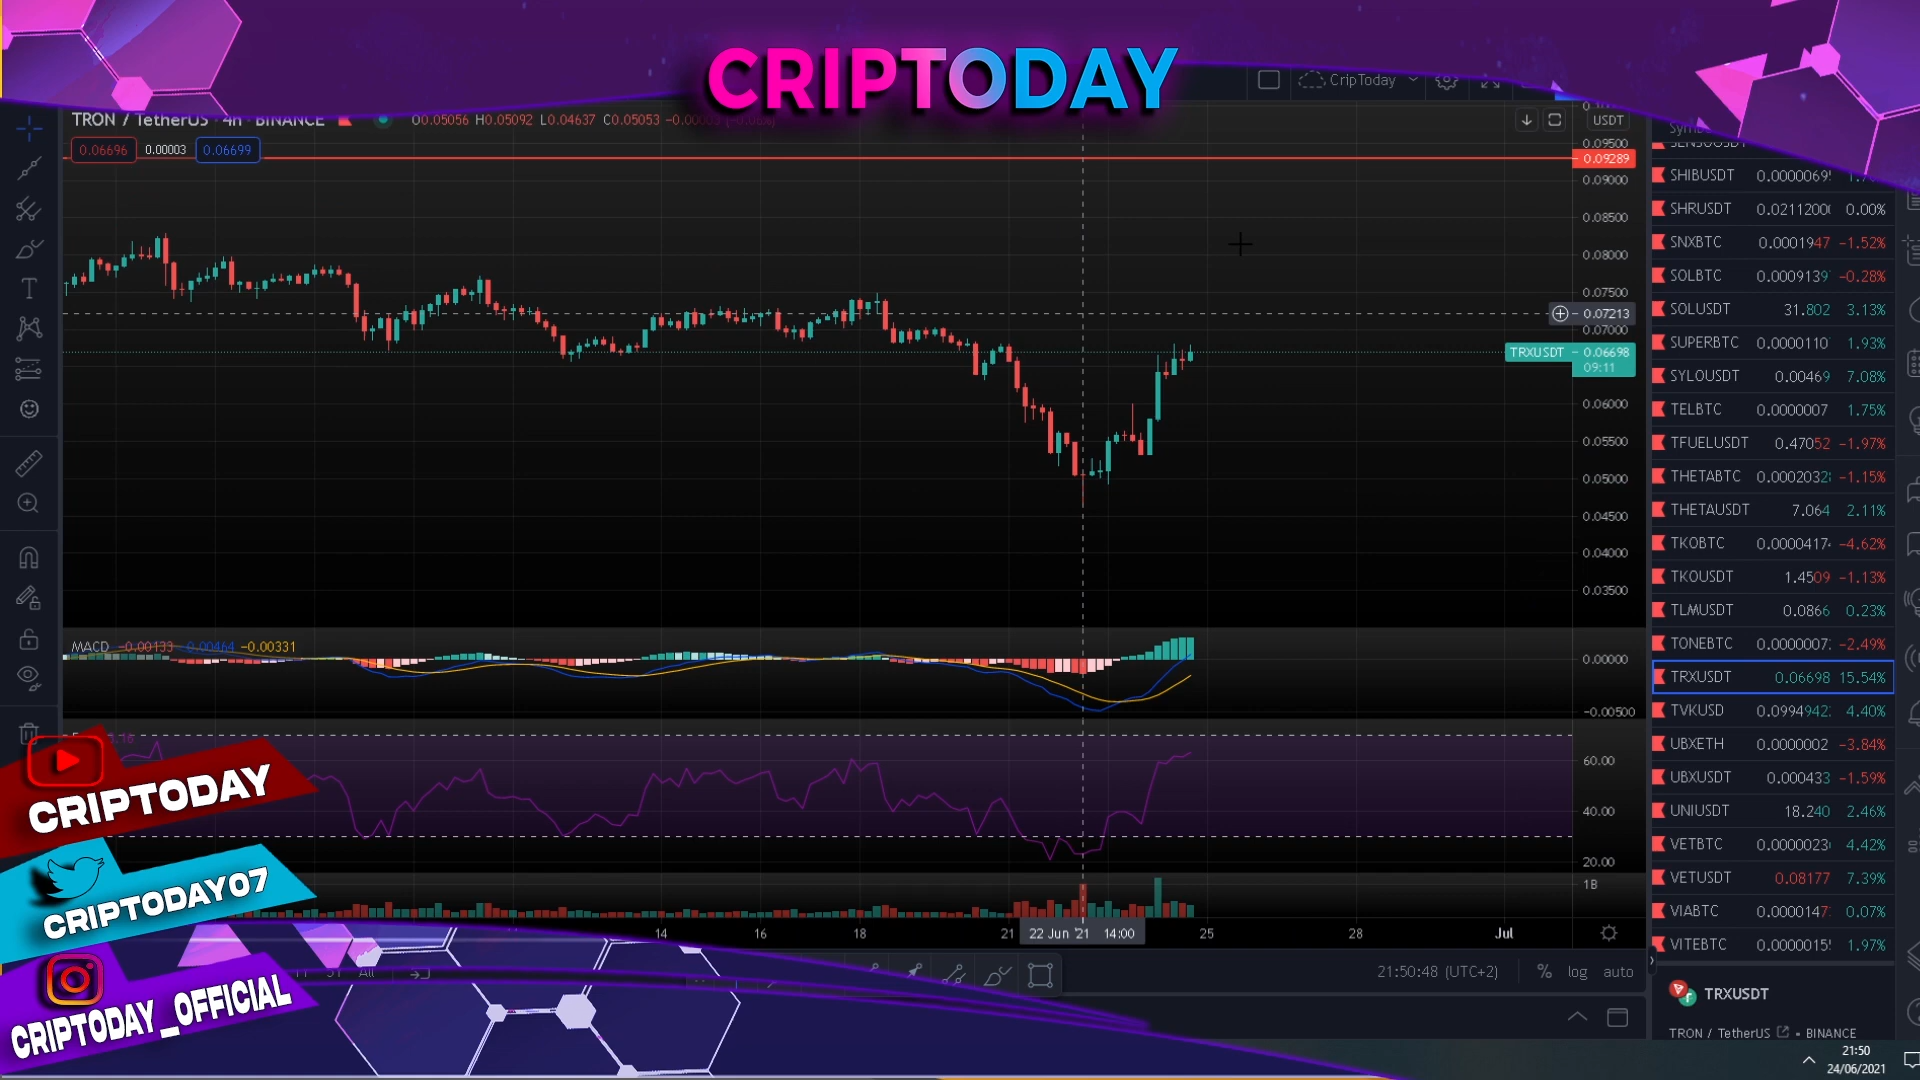 CRIPTODAY
CripToday
TRON / TetherUS · 4h · BINANCE
O0.05056 H0.05092 L0.04637 C0.05053
USDT
0.06696 0.00003 0.06699
0.09500
0.09289
0.09000
0.08500
0.08000
0.07500
0.07213
0.07000
TRXUSDT 0.06698
09:11
0.06000
0.05500
0.05000
0.04500
0.04000
0.03500
MACD -0.00133 -0.00464 -0.00331
0.00000
-0.00500
60.00
40.00
20.00
1B
14 16 18 21 22 Jun '21 14:00 25 28 Jul
All
21:50:48 (UTC+2) % log auto
SHIBUSDT
SHRUSDT 0.00%
SNXBTC 0.0001947 -1.52%
SOLBTC -0.28%
SOLUSDT 31.802 3.13%
SUPERBTC 0.0000110 1.93%
SYLOUSDT 0.00469 7.08%
TELBTC 0.0000007 1.75%
TFUELUSDT 0.47052 -1.97%
THETABTC -1.15%
THETAUSDT 7.064 2.11%
TKOBTC -4.62%
TKOUSDT 1.4509 -1.13%
TLMUSDT 0.0866 0.23%
TONEBTC -2.49%
TRXUSDT 0.06698 15.54%
TVKUSD 4.40%
UBXETH 0.0000002 -3.84%
UBXUSDT 0.000433 -1.59%
UNIUSDT 18.240 2.46%
VETBTC 4.42%
VETUSDT 0.08177 7.39%
VIABTC 0.07%
VITEBTC 1.97%
TRXUSDT
TRON / TetherUS · BINANCE
CRIPTODAY
CRIPTODAY07
CRIPTODAY_OFFICIAL
21:50
24/06/2021